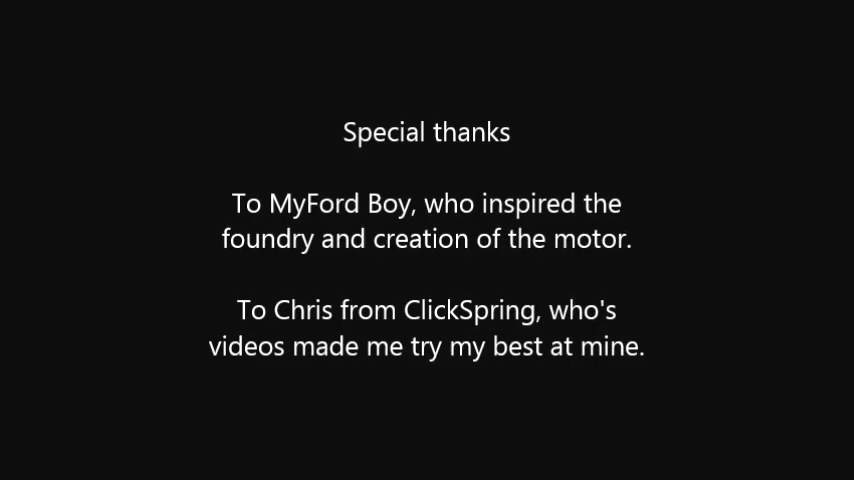 Special thanks
To MyFord Boy, who inspired the
foundry and creation of the motor.
To Chris from ClickSpring, who's
videos made me try my best at mine.